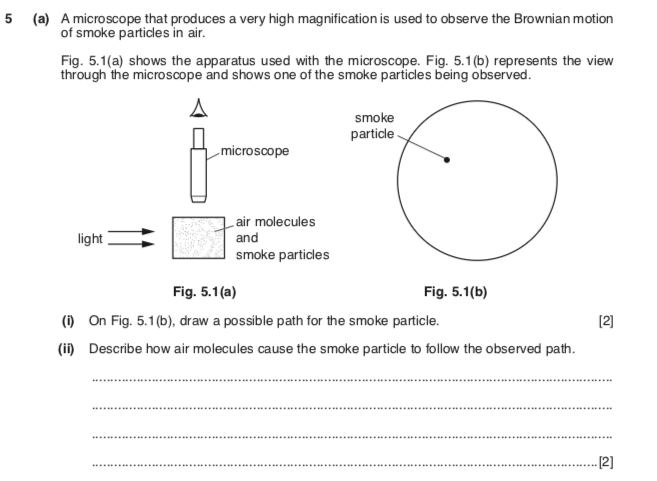 5 (a) A microscope that produces a very high magnification is used to observe the Brownian motion
of smoke particles in air.
Fig. 5.1(a) shows the apparatus used with the microscope. Fig. 5.1(b) represents the view
through the microscope and shows one of the smoke particles being observed.
smoke
particle
microscope
light
air molecules
and
smoke particles
Fig. 5.1(a)
Fig. 5.1(b)
(i) On Fig. 5.1(b), draw a possible path for the smoke particle. [2]
(ii) Describe how air molecules cause the smoke particle to follow the observed path.
..........................................................................................................................
..........................................................................................................................
..........................................................................................................................
......................................................................................................................[2]